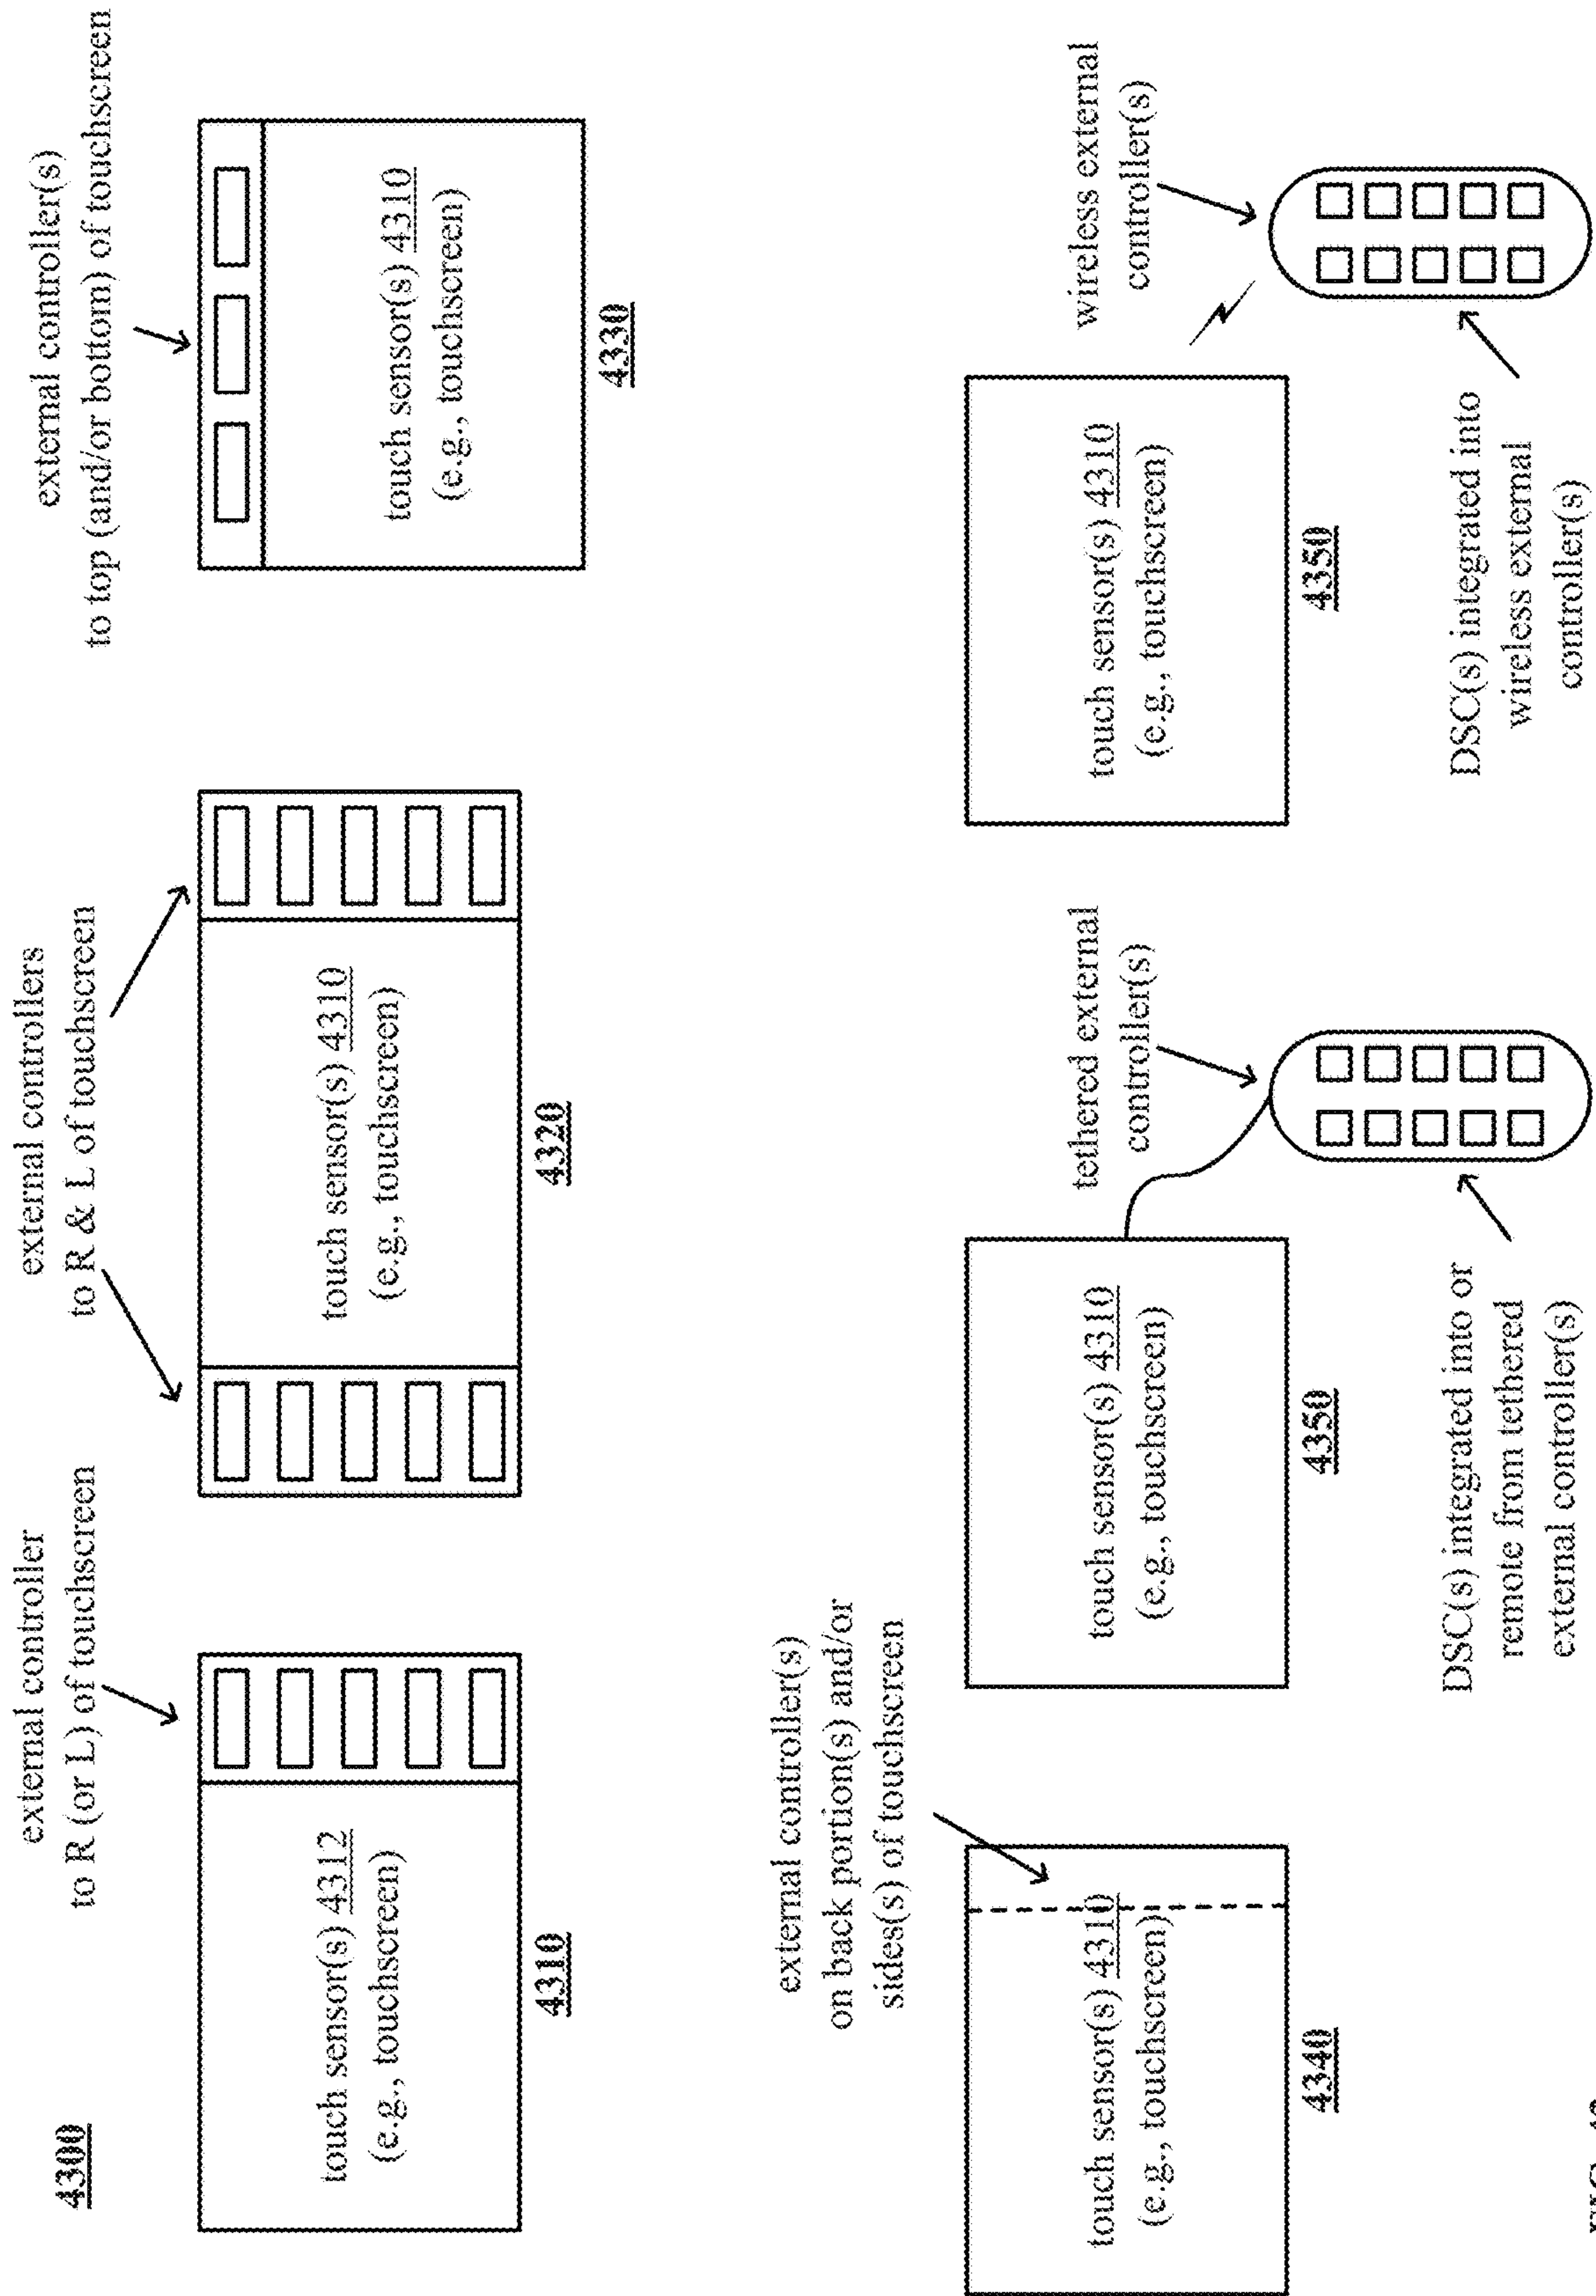 4300
external controller
to R (or L) of touchscreen
touch sensor(s) 4312
(e.g., touchscreen)
4310
external controllers
to R & L of touchscreen
touch sensor(s) 4310
(e.g., touchscreen)
4320
external controller(s)
to top (and/or bottom) of touchscreen
touch sensor(s) 4310
(e.g., touchscreen)
4330
external controller(s)
on back portion(s) and/or
sides(s) of touchscreen
touch sensor(s) 4310
(e.g., touchscreen)
4340
tethered external
controller(s)
touch sensor(s) 4310
(e.g., touchscreen)
4350
DSC(s) integrated into or
remote from tethered
external controller(s)
wireless external
controller(s)
touch sensor(s) 4310
(e.g., touchscreen)
4350
DSC(s) integrated into
wireless external
controller(s)